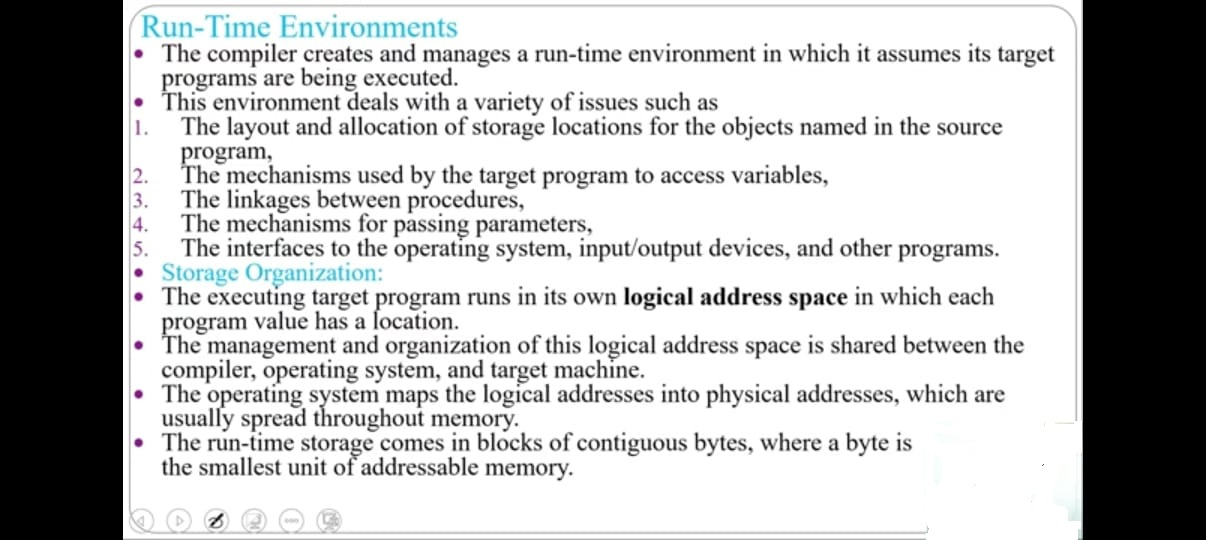 Run-Time Environments
• The compiler creates and manages a run-time environment in which it assumes its target
programs are being executed.
• This environment deals with a variety of issues such as
1. The layout and allocation of storage locations for the objects named in the source
program,
2. The mechanisms used by the target program to access variables,
3. The linkages between procedures,
4. The mechanisms for passing parameters,
5. The interfaces to the operating system, input/output devices, and other programs.
• Storage Organization:
• The executing target program runs in its own logical address space in which each
program value has a location.
• The management and organization of this logical address space is shared between the
compiler, operating system, and target machine.
• The operating system maps the logical addresses into physical addresses, which are
usually spread throughout memory.
• The run-time storage comes in blocks of contiguous bytes, where a byte is
the smallest unit of addressable memory.